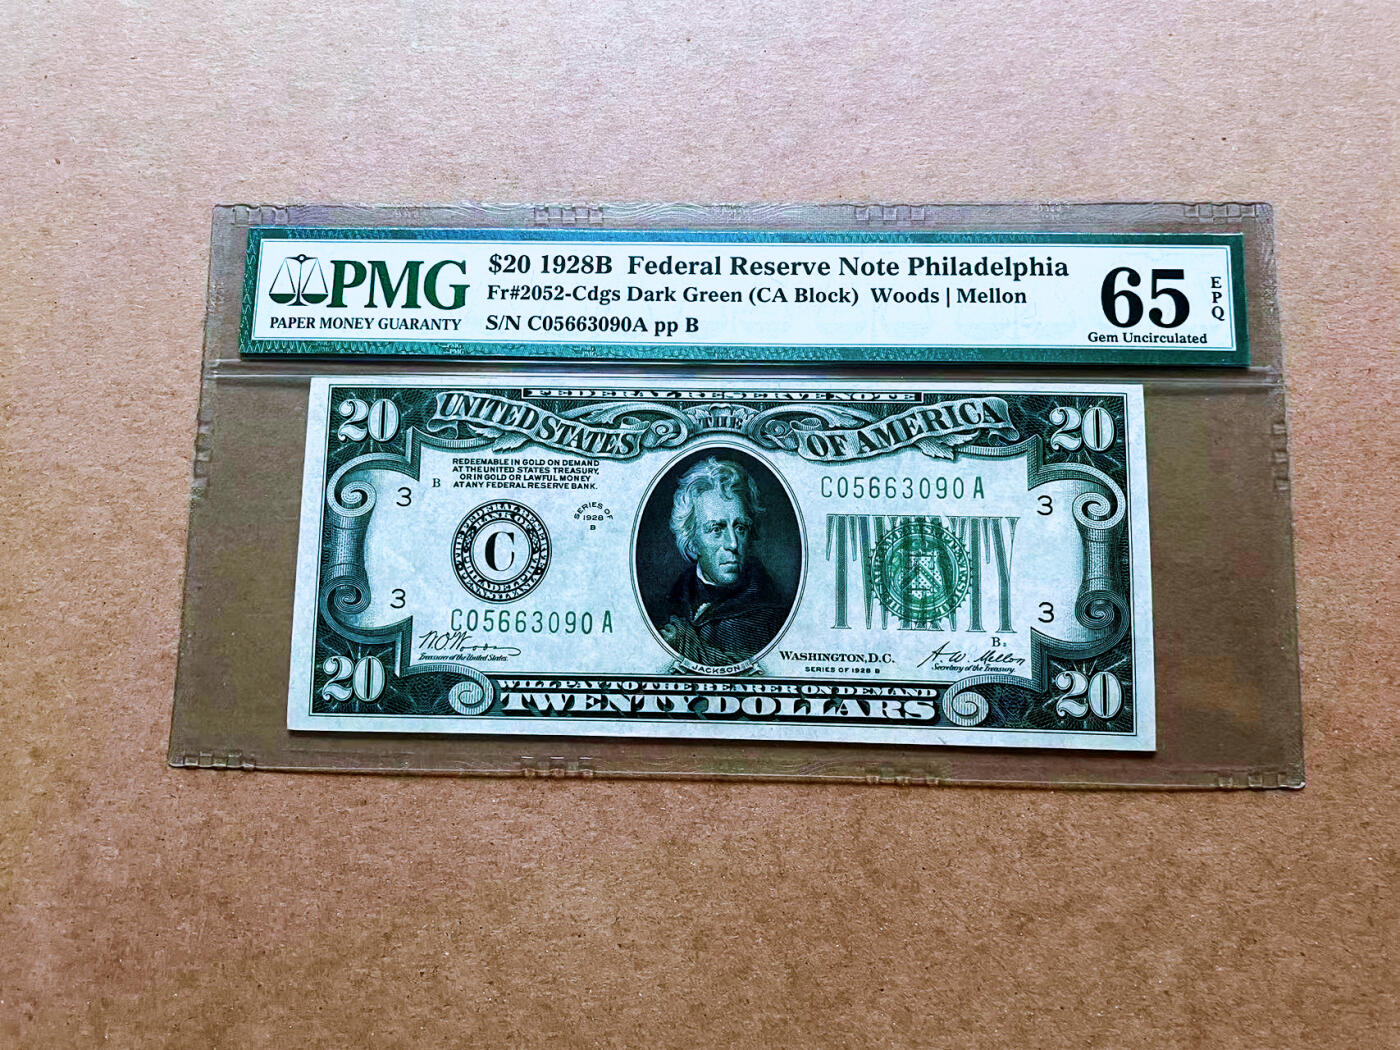 PMG
PAPER MONEY GUARANTY
$20 1928B Federal Reserve Note Philadelphia
Fr#2052-Cdgs Dark Green (CA Block) Woods | Mellon
S/N C05663090A pp B
65
EPQ
Gem Uncirculated
FEDERAL RESERVE NOTE
20
UNITED STATES
THE
OF AMERICA
20
REDEEMABLE IN GOLD ON DEMAND
AT THE UNITED STATES TREASURY,
OR IN GOLD OR LAWFUL MONEY
AT ANY FEDERAL RESERVE BANK.
B
3
SERIES OF
1928
B
C05663090A
3
C
TWENTY
3
C05663090A
3
W.O. Woods
Treasurer of the United States.
JACKSON
WASHINGTON, D.C.
SERIES OF 1928 B
A.W. Mellon
Secretary of the Treasury.
20
WILL PAY TO THE BEARER ON DEMAND
TWENTY DOLLARS
20